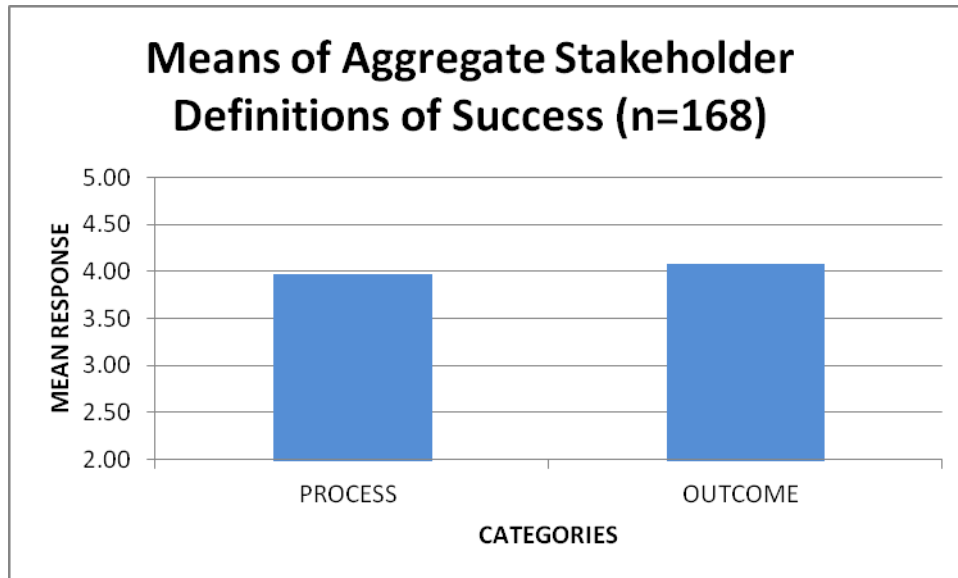 Means of Aggregate Stakeholder
Definitions of Success (n=168)
5.00
4.50
4.00
3.50
3.00
2.50
2.00
MEAN RESPONSE
PROCESS
OUTCOME
CATEGORIES